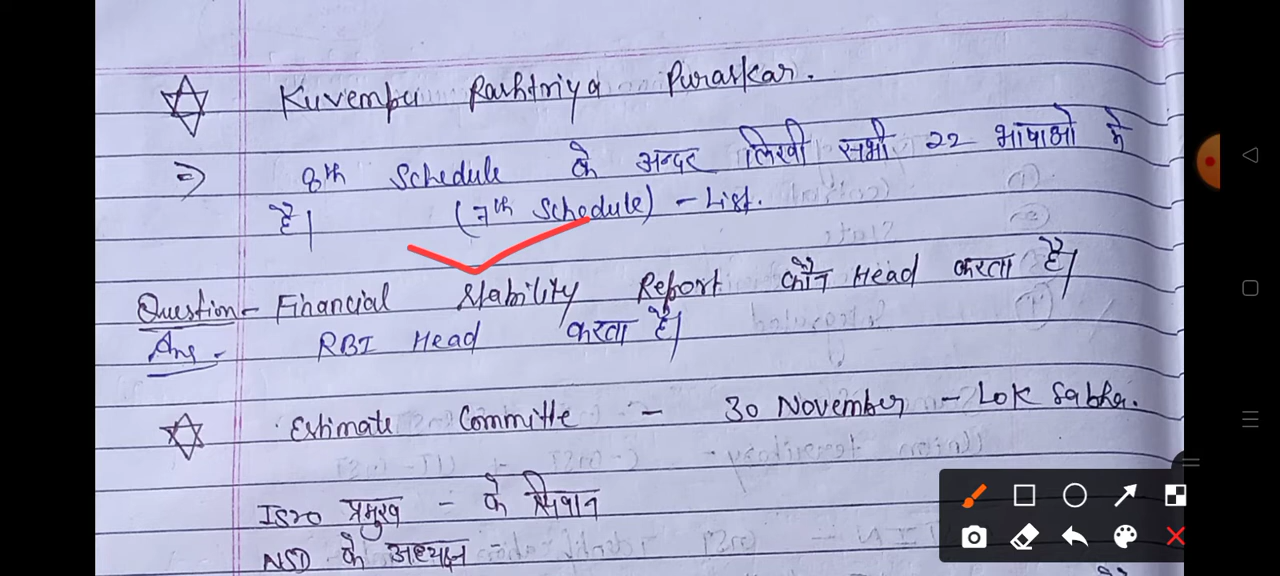 Kuvempu Rashtriya Puraskar.
⇒ 8th Schedule के अन्दर लिखी सभी 22 भाषाओ मे
है। (7th Schedule) - List.
Question - Financial Stability Report कौन Head करता है।
Ans - RBI Head करता है।
Estimate Committe - 30 November - Lok Sabha.
ISRO प्रमुख - के सिवान
NSD के अध्यक्ष -